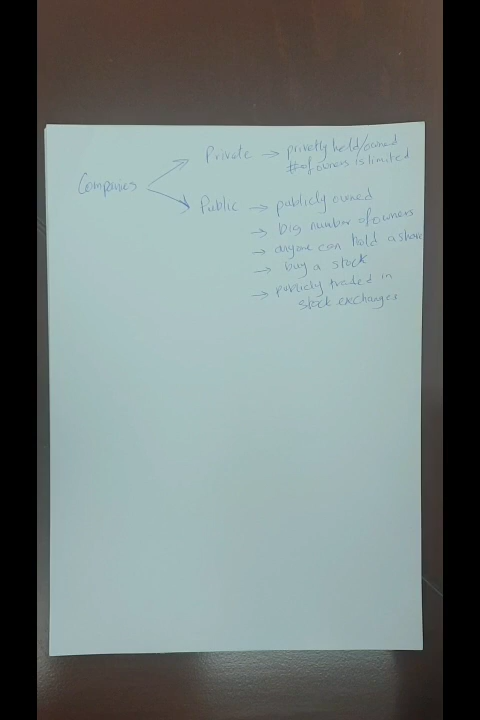 Companies
Private → privetly held/owned
# of owners is limited
Public → publicly owned
→ big number of owners
→ anyone can hold a share
→ buy a stock
→ publicly traded in
stock exchanges